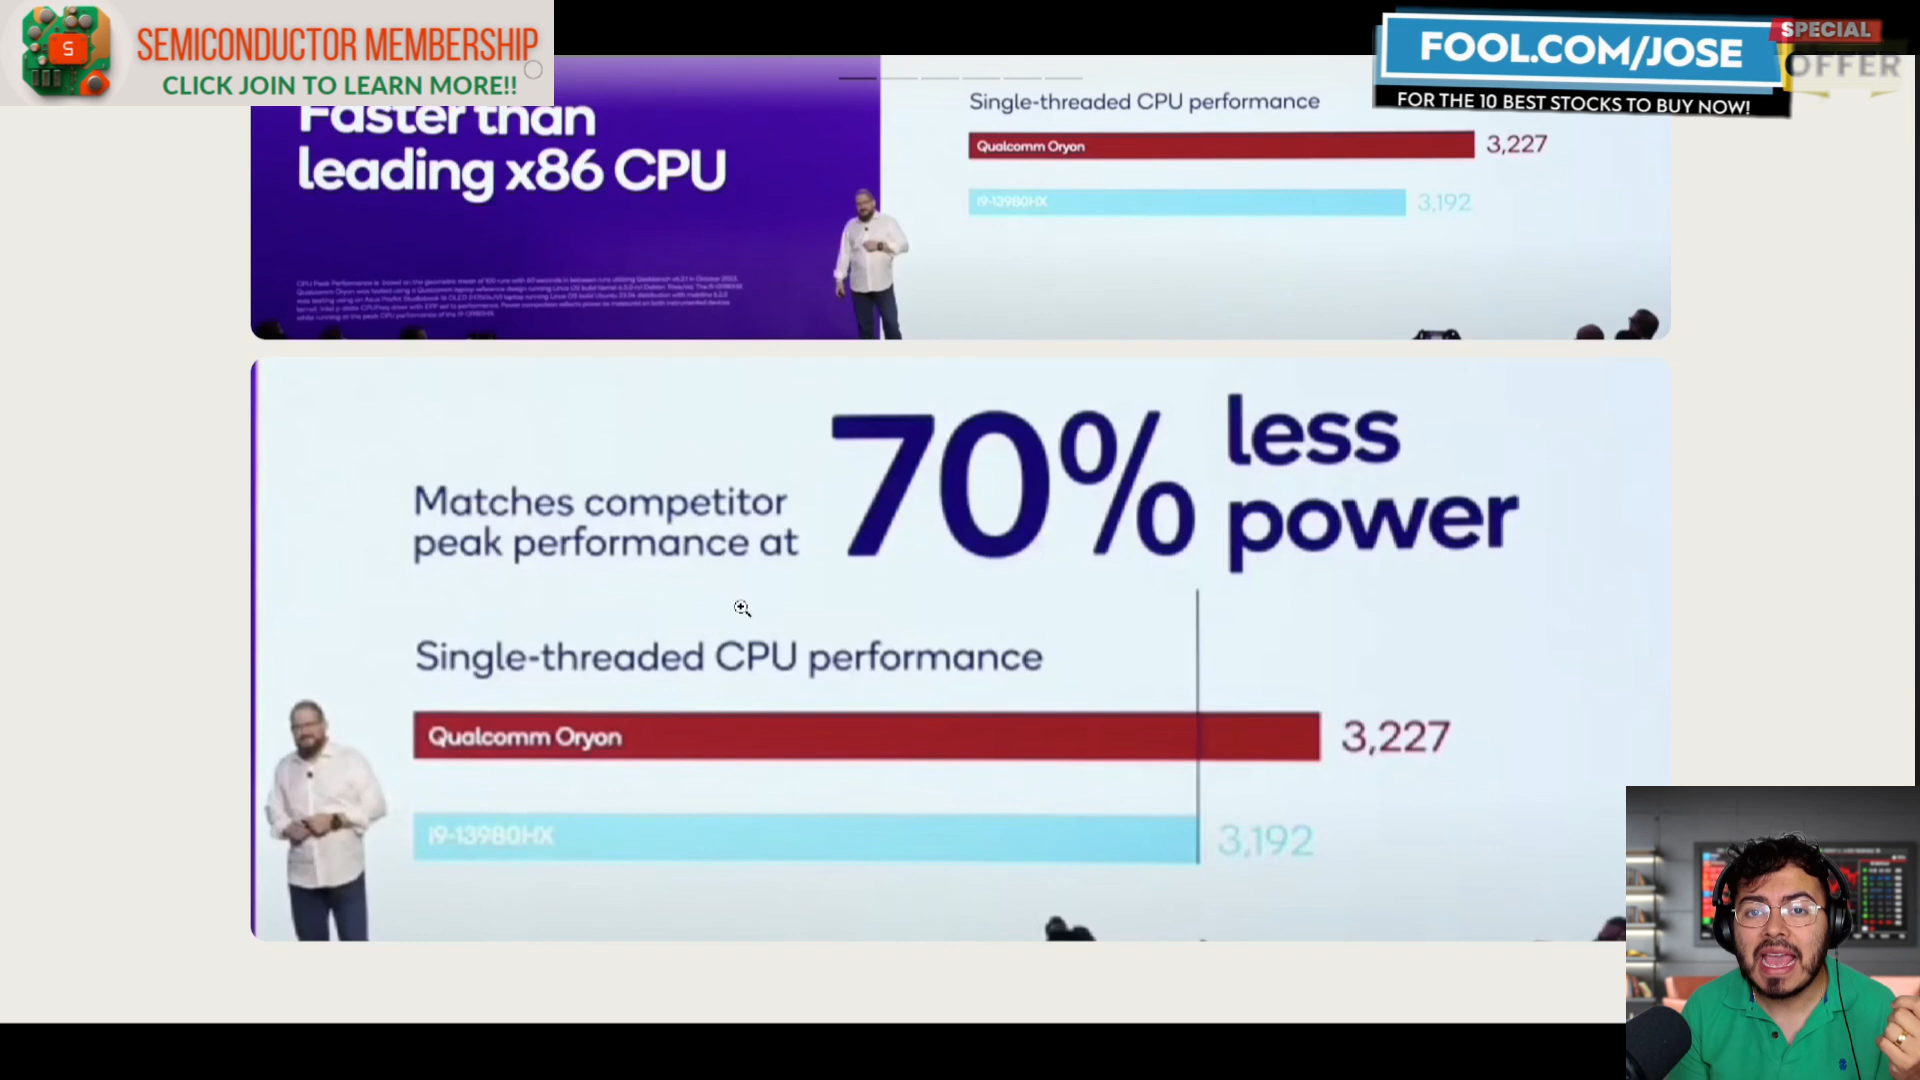 SEMICONDUCTOR MEMBERSHIP
CLICK JOIN TO LEARN MORE!!
S
FOOL.COM/JOSE
SPECIAL
OFFER
FOR THE 10 BEST STOCKS TO BUY NOW!
Faster than
leading x86 CPU
Single-threaded CPU performance
Qualcomm Oryon
3,227
i9-13980HX
3,192
Matches competitor
peak performance at
70%
less
power
Single-threaded CPU performance
Qualcomm Oryon
3,227
i9-13980HX
3,192